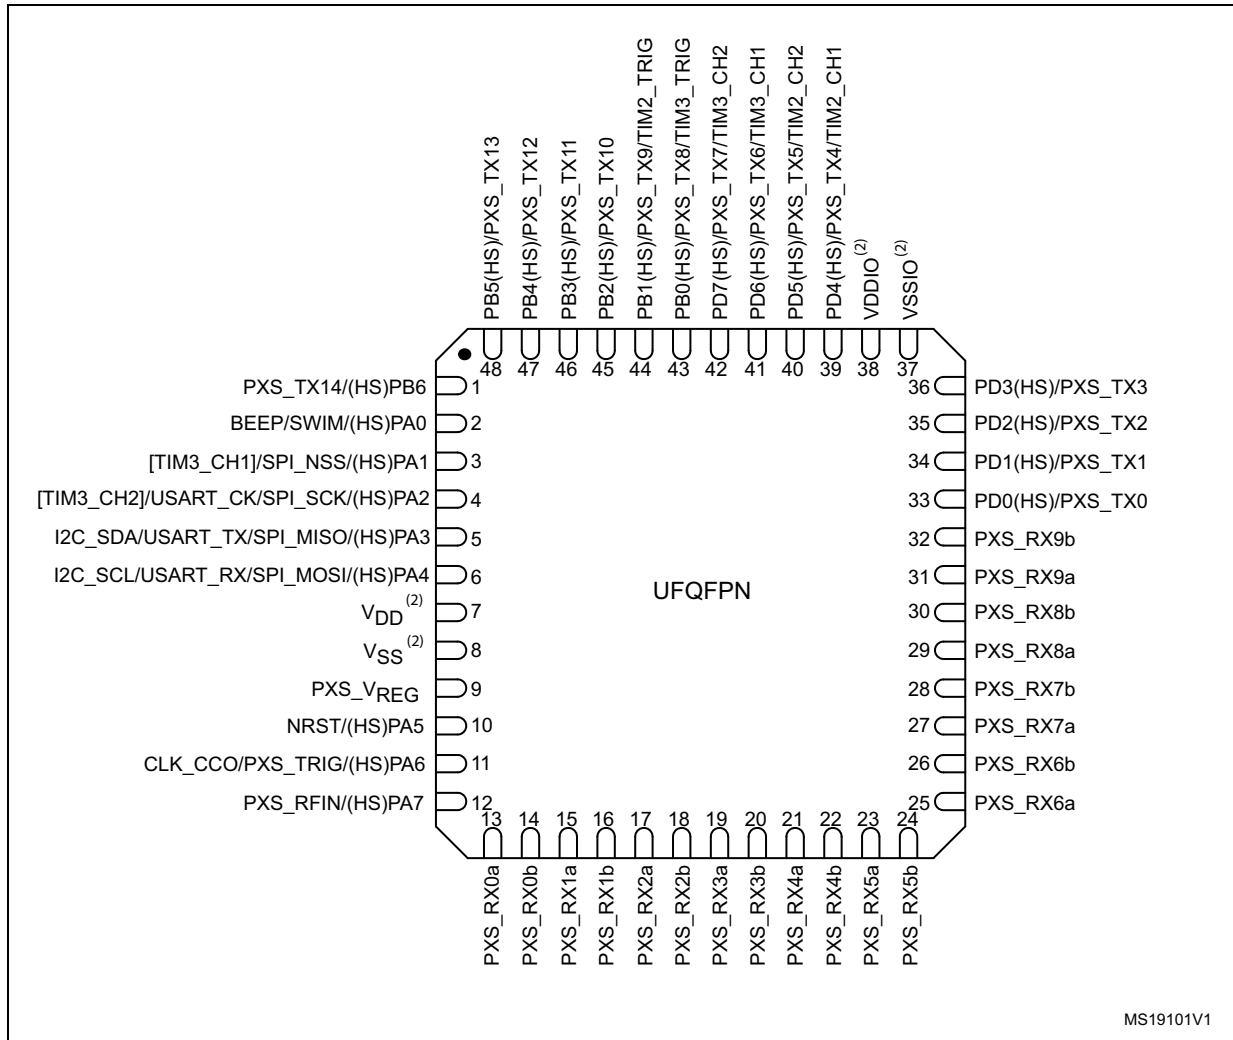 PB5(HS)/PXS_TX13
PB4(HS)/PXS_TX12
PB3(HS)/PXS_TX11
PB2(HS)/PXS_TX10
PB1(HS)/PXS_TX9/TIM2_TRIG
PB0(HS)/PXS_TX8/TIM3_TRIG
PD7(HS)/PXS_TX7/TIM3_CH2
PD6(HS)/PXS_TX6/TIM3_CH1
PD5(HS)/PXS_TX5/TIM2_CH2
PD4(HS)/PXS_TX4/TIM2_CH1
VDDIO(2)
VSSIO(2)
48 47 46 45 44 43 42 41 40 39 38 37
PXS_TX14/(HS)PB6 1
BEEP/SWIM/(HS)PA0 2
[TIM3_CH1]/SPI_NSS/(HS)PA1 3
[TIM3_CH2]/USART_CK/SPI_SCK/(HS)PA2 4
I2C_SDA/USART_TX/SPI_MISO/(HS)PA3 5
I2C_SCL/USART_RX/SPI_MOSI/(HS)PA4 6
VDD(2) 7
VSS(2) 8
PXS_VREG 9
NRST/(HS)PA5 10
CLK_CCO/PXS_TRIG/(HS)PA6 11
PXS_RFIN/(HS)PA7 12
UFQFPN
36 PD3(HS)/PXS_TX3
35 PD2(HS)/PXS_TX2
34 PD1(HS)/PXS_TX1
33 PD0(HS)/PXS_TX0
32 PXS_RX9b
31 PXS_RX9a
30 PXS_RX8b
29 PXS_RX8a
28 PXS_RX7b
27 PXS_RX7a
26 PXS_RX6b
25 PXS_RX6a
13 14 15 16 17 18 19 20 21 22 23 24
PXS_RX0a
PXS_RX0b
PXS_RX1a
PXS_RX1b
PXS_RX2a
PXS_RX2b
PXS_RX3a
PXS_RX3b
PXS_RX4a
PXS_RX4b
PXS_RX5a
PXS_RX5b
MS19101V1